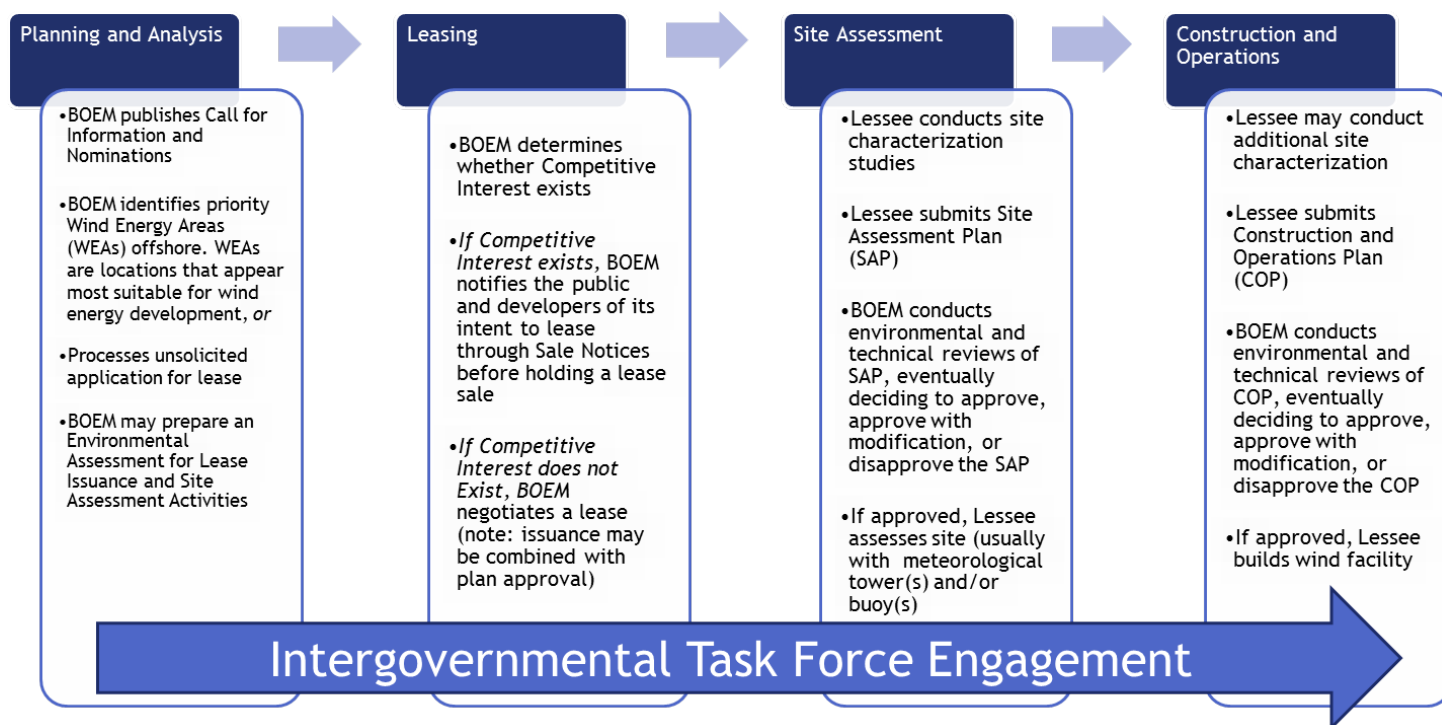 Planning and Analysis
•BOEM publishes Call for
Information and
Nominations
•BOEM identifies priority
Wind Energy Areas
(WEAs) offshore. WEAs
are locations that appear
most suitable for wind
energy development, or
•Processes unsolicited
application for lease
•BOEM may prepare an
Environmental
Assessment for Lease
Issuance and Site
Assessment Activities
Leasing
•BOEM determines
whether Competitive
Interest exists
•If Competitive
Interest exists, BOEM
notifies the public
and developers of its
intent to lease
through Sale Notices
before holding a lease
sale
•If Competitive
Interest does not
Exist, BOEM
negotiates a lease
(note: issuance may
be combined with
plan approval)
Site Assessment
•Lessee conducts site
characterization
studies
•Lessee submits Site
Assessment Plan
(SAP)
•BOEM conducts
environmental and
technical reviews of
SAP, eventually
deciding to approve,
approve with
modification, or
disapprove the SAP
•If approved, Lessee
assesses site (usually
with meteorological
tower(s) and/or
buoy(s)
Construction and
Operations
•Lessee may conduct
additional site
characterization
•Lessee submits
Construction and
Operations Plan
(COP)
•BOEM conducts
environmental and
technical reviews of
COP, eventually
deciding to approve,
approve with
modification, or
disapprove the COP
•If approved, Lessee
builds wind facility
Intergovernmental Task Force Engagement